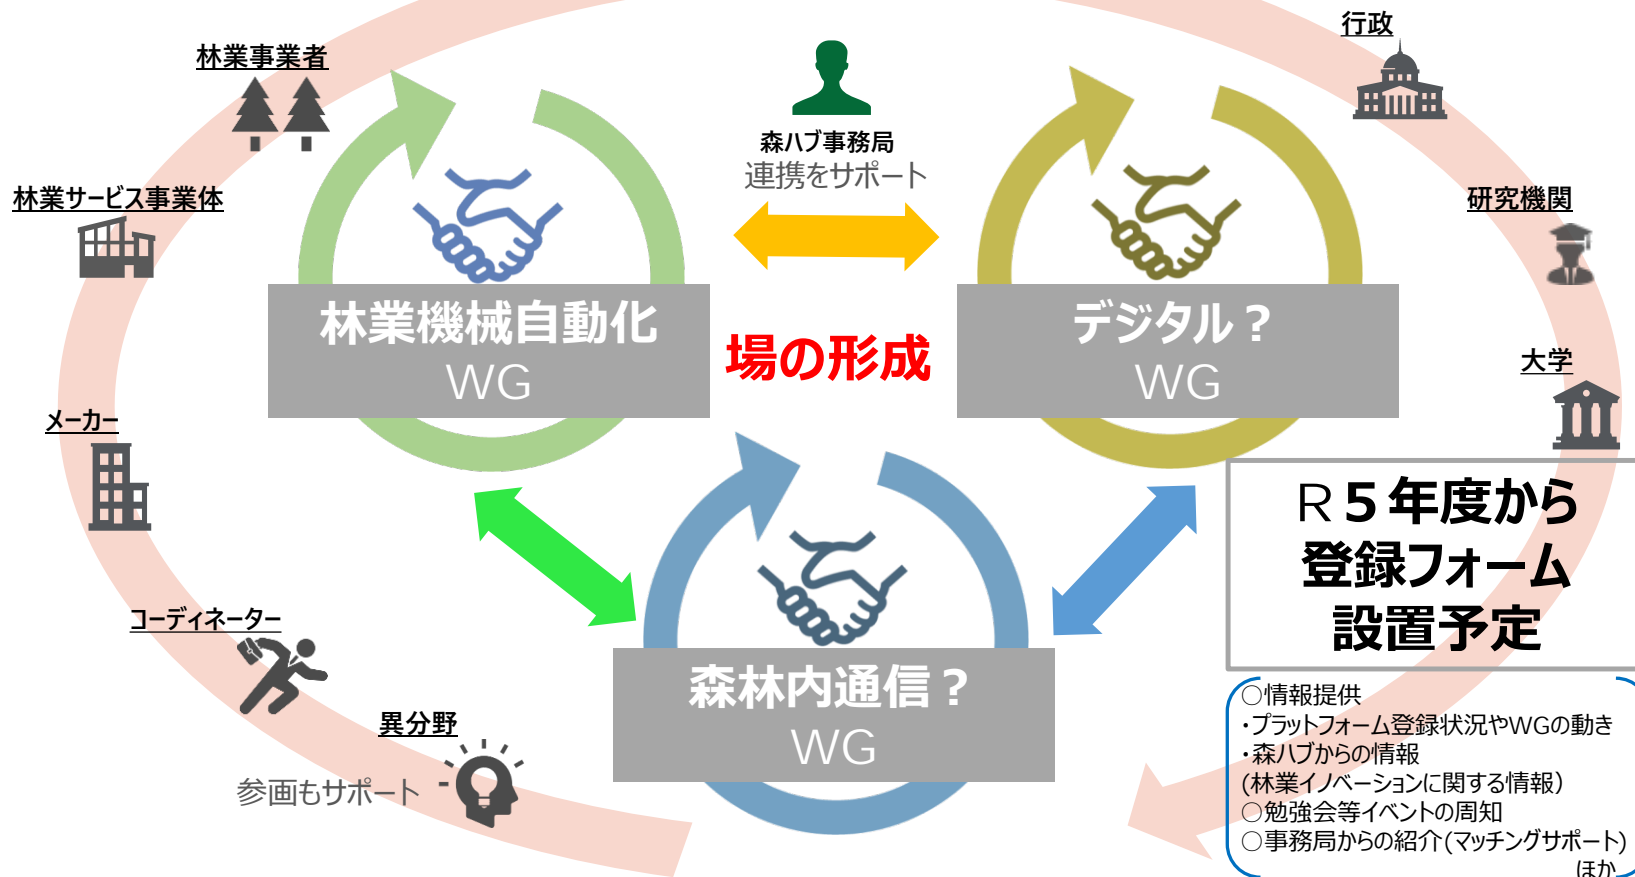 林業事業者
行政
森ハブ事務局
連携をサポート
林業サービス事業体
研究機関
林業機械自動化
WG
場の形成
デジタル？
WG
大学
メーカー
R５年度から
登録フォーム
設置予定
コーディネーター
森林内通信？
WG
異分野
参画もサポート
○情報提供
・プラットフォーム登録状況やWGの動き
・森ハブからの情報
(林業イノベーションに関する情報）
○勉強会等イベントの周知
○事務局からの紹介(マッチングサポート)
ほか